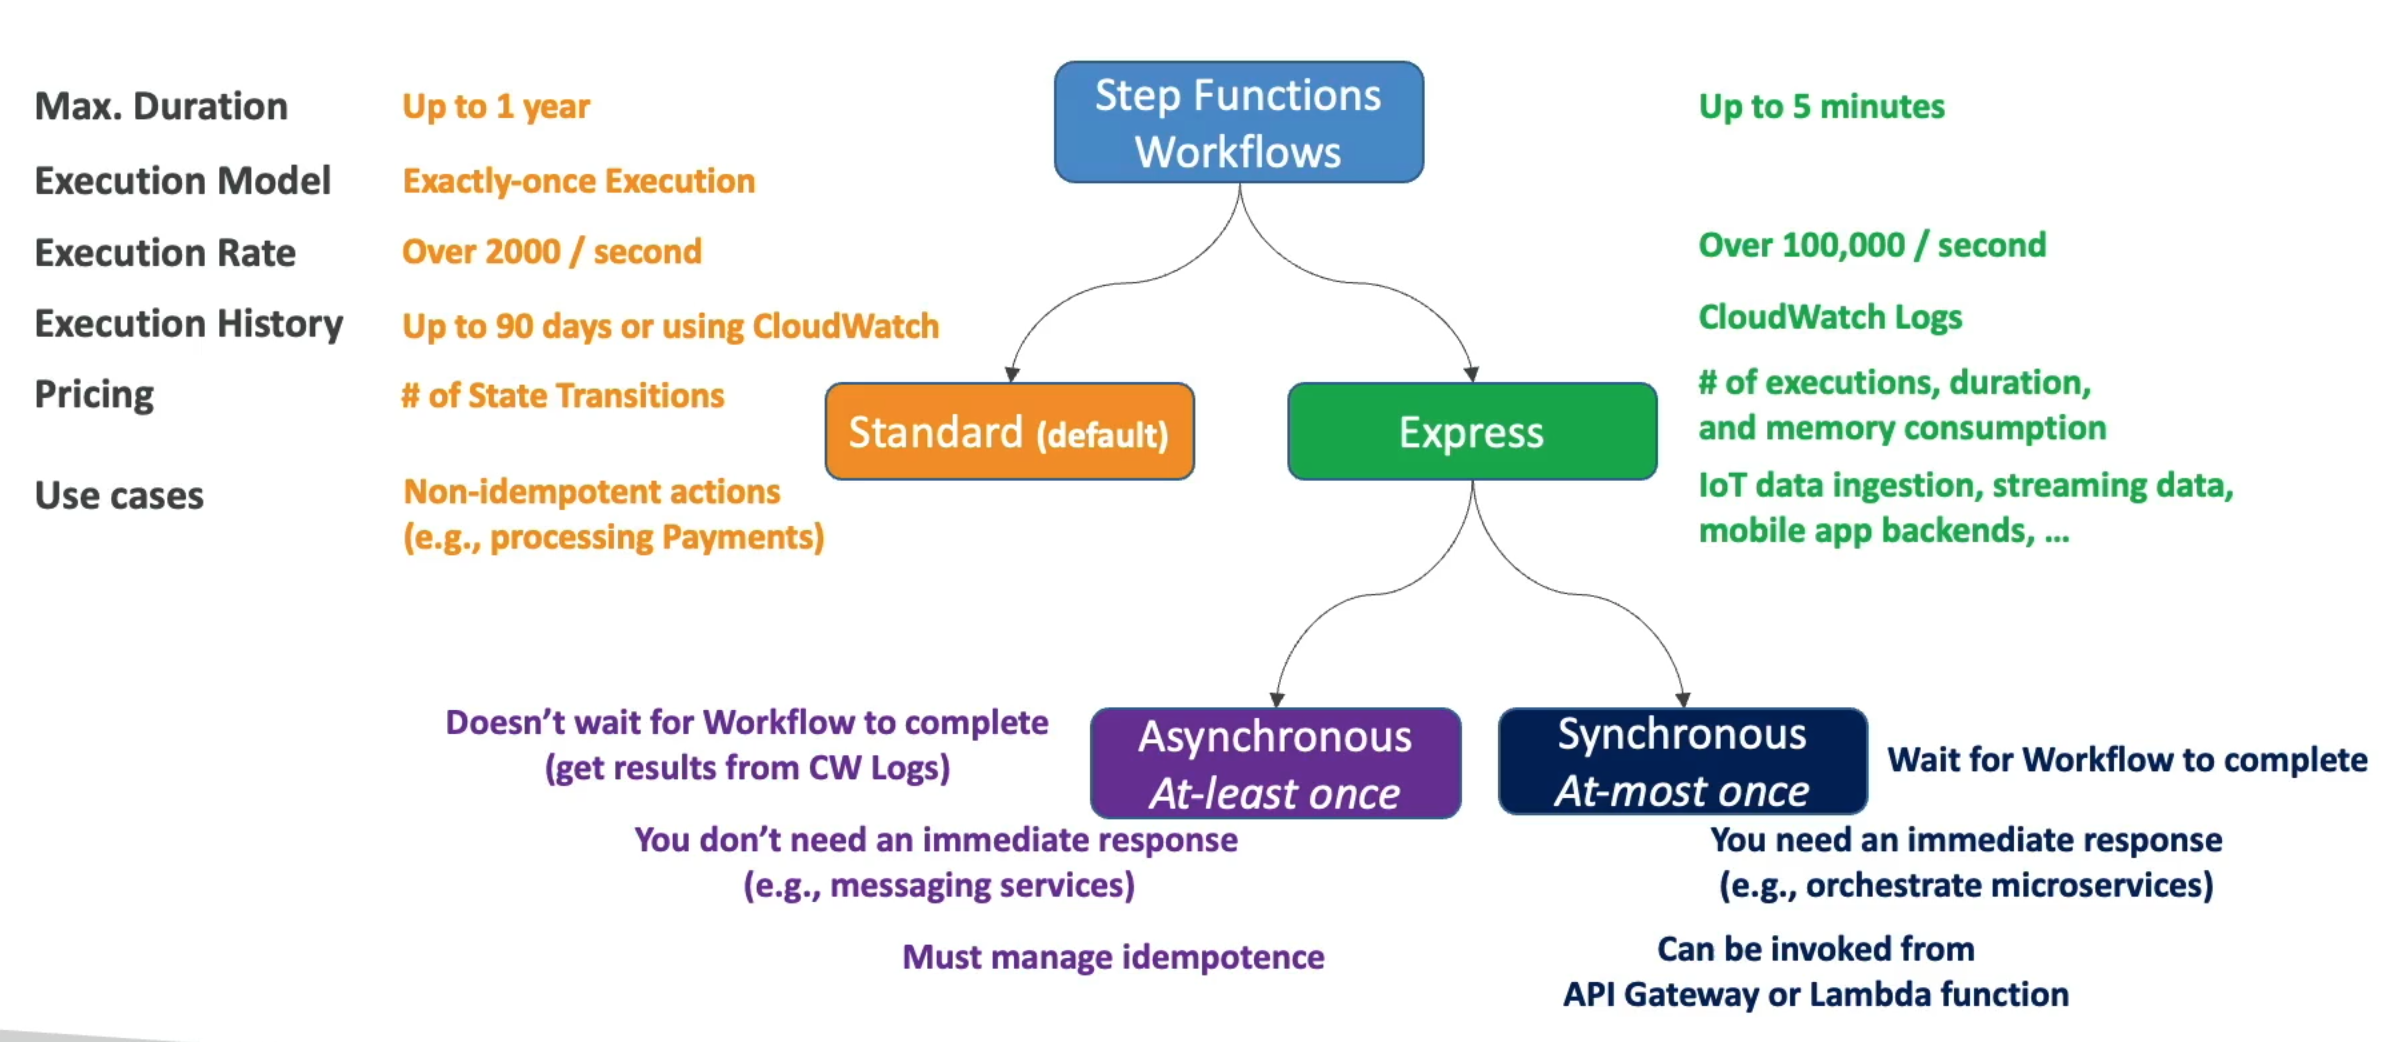 Step Functions
Workflows
Max. Duration
Up to 1 year
Up to 5 minutes
Execution Model
Exactly-once Execution
Execution Rate
Over 2000 / second
Over 100,000 / second
Execution History
Up to 90 days or using CloudWatch
CloudWatch Logs
Pricing
# of State Transitions
# of executions, duration,
and memory consumption
Standard (default)
Express
Use cases
Non-idempotent actions
(e.g., processing Payments)
IoT data ingestion, streaming data,
mobile app backends, ...
Doesn’t wait for Workflow to complete
(get results from CW Logs)
Asynchronous
At-least once
Synchronous
At-most once
Wait for Workflow to complete
You don’t need an immediate response
(e.g., messaging services)
You need an immediate response
(e.g., orchestrate microservices)
Must manage idempotence
Can be invoked from
API Gateway or Lambda function